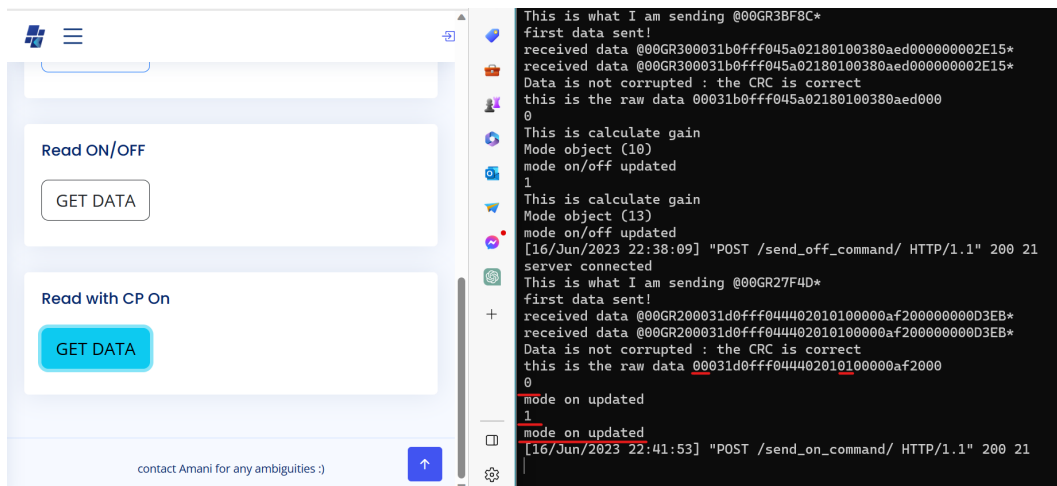 Read ON/OFF
GET DATA
Read with CP On
GET DATA
contact Amani for any ambiguities :)
This is what I am sending @00GR3BF8C*
first data sent!
received data @00GR300031b0fff045a02180100380aed000000002E15*
received data @00GR300031b0fff045a02180100380aed000000002E15*
Data is not corrupted : the CRC is correct
this is the raw data 00031b0fff045a02180100380aed000
0
This is calculate gain
Mode object (10)
mode on/off updated
1
This is calculate gain
Mode object (13)
mode on/off updated
[16/Jun/2023 22:38:09] "POST /send_off_command/ HTTP/1.1" 200 21
server connected
This is what I am sending @00GR27F4D*
first data sent!
received data @00GR200031d0fff044402010100000af200000000D3EB*
received data @00GR200031d0fff044402010100000af200000000D3EB*
Data is not corrupted : the CRC is correct
this is the raw data 00031d0fff044402010100000af2000
0
mode on updated
1
mode on updated
[16/Jun/2023 22:41:53] "POST /send_on_command/ HTTP/1.1" 200 21